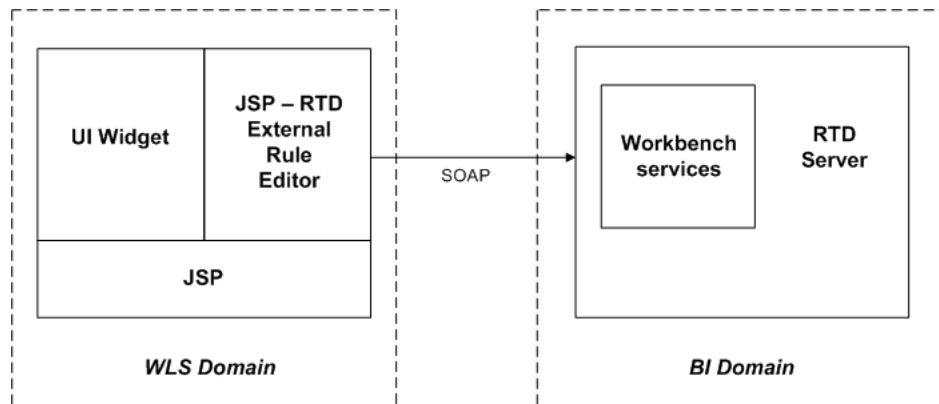 UI Widget
JSP – RTD
External
Rule
Editor
JSP
WLS Domain
SOAP
Workbench
services
RTD
Server
BI Domain